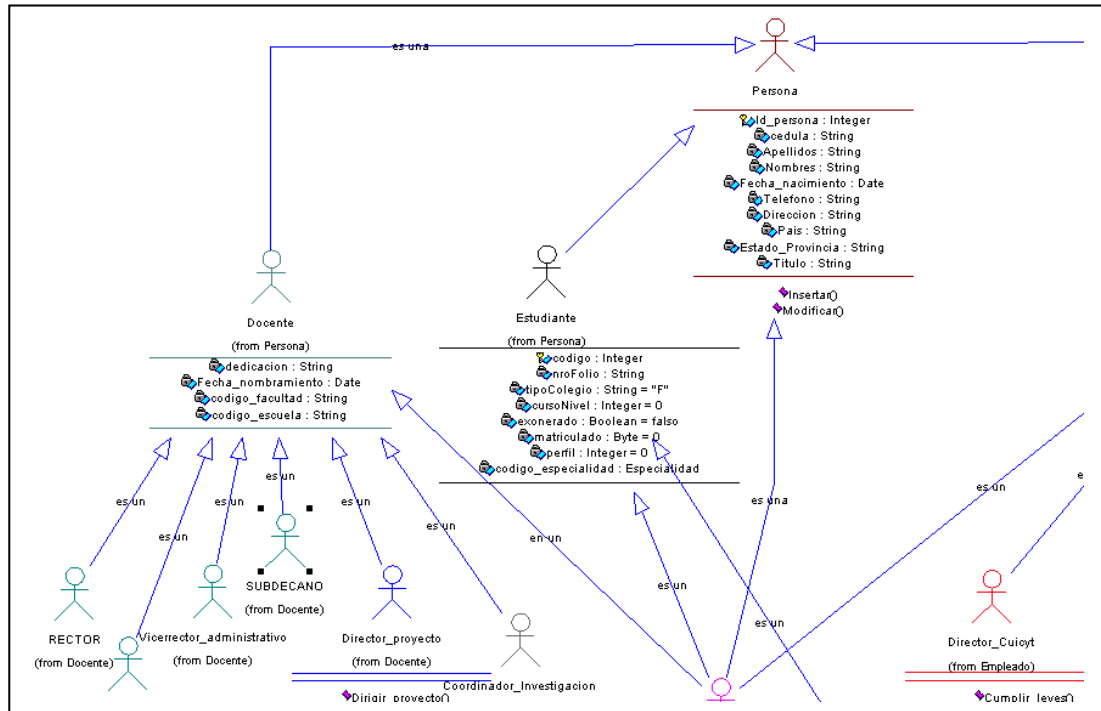 es una
Persona
Id_persona : Integer
cedula : String
Apellidos : String
Nombres : String
Fecha_nacimiento : Date
Telefono : String
Direccion : String
Pais : String
Estado_Provincia : String
Titulo : String
Insertar()
Modificar()
Docente
(from Persona)
dedicacion : String
Fecha_nombramiento : Date
codigo_facultad : String
codigo_escuela : String
Estudiante
(from Persona)
codigo : Integer
nroFolio : String
tipoColegio : String = "F"
cursoNivel : Integer = 0
exonerado : Boolean = falso
matriculado : Byte = 0
perfil : Integer = 0
codigo_especialidad : Especialidad
es un
es un
es un
es un
es un
es un
en un
es un
es una
es un
es un
e
RECTOR
(from Docente)
Vicerrector_administrativo
(from Docente)
SUBDECANO
(from Docente)
Director_proyecto
(from Docente)
Dirigir_proyecto()
Coordinador_Investigacion
Director_Cuicyt
(from Empleado)
Cumplir_leyes()